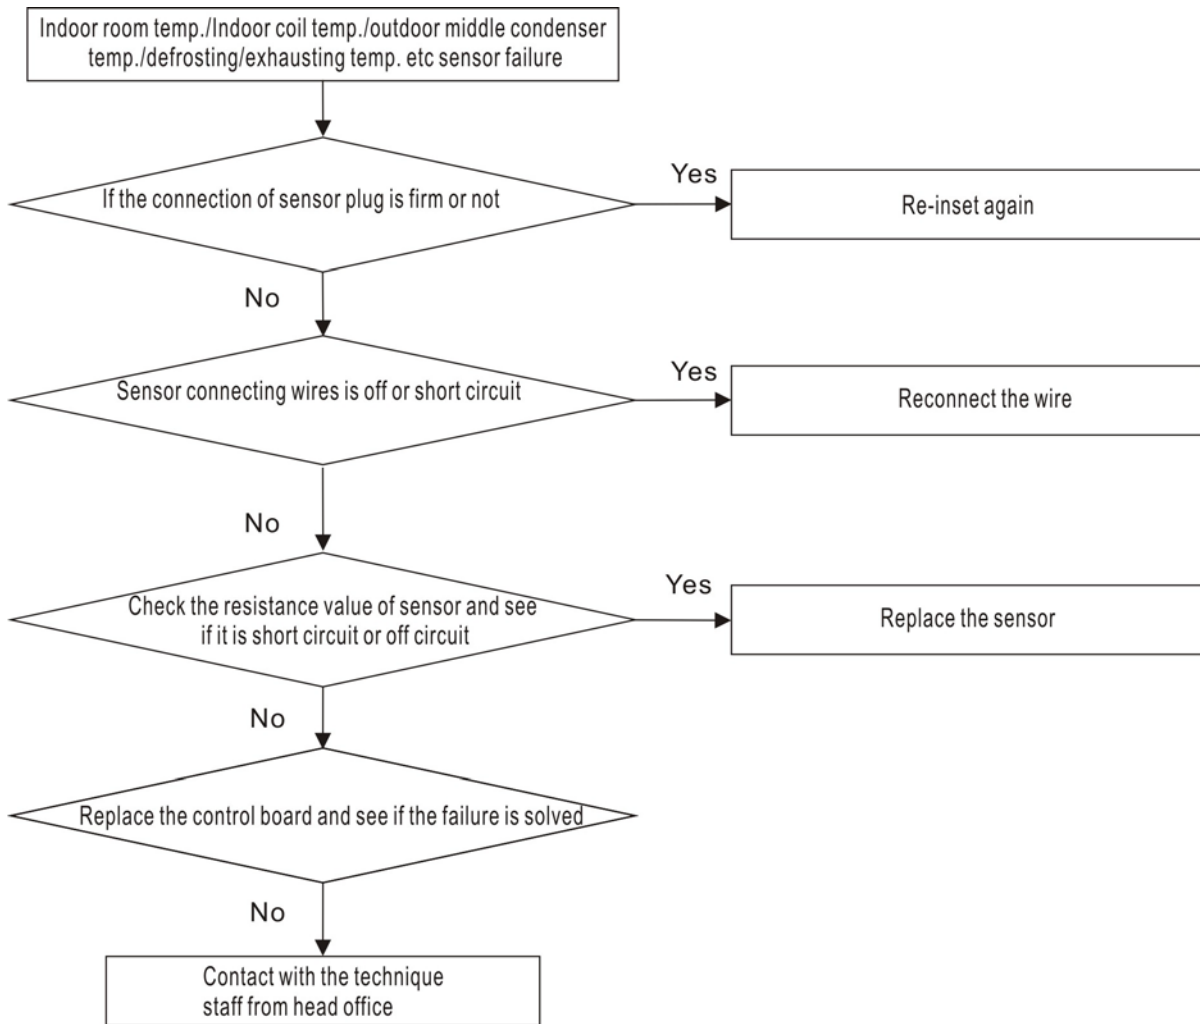 Indoor room temp./Indoor coil temp./outdoor middle condenser
temp./defrosting/exhausting temp. etc sensor failure
If the connection of sensor plug is firm or not
Yes
Re-inset again
No
Sensor connecting wires is off or short circuit
Yes
Reconnect the wire
No
Check the resistance value of sensor and see
if it is short circuit or off circuit
Yes
Replace the sensor
No
Replace the control board and see if the failure is solved
No
Contact with the technique
staff from head office